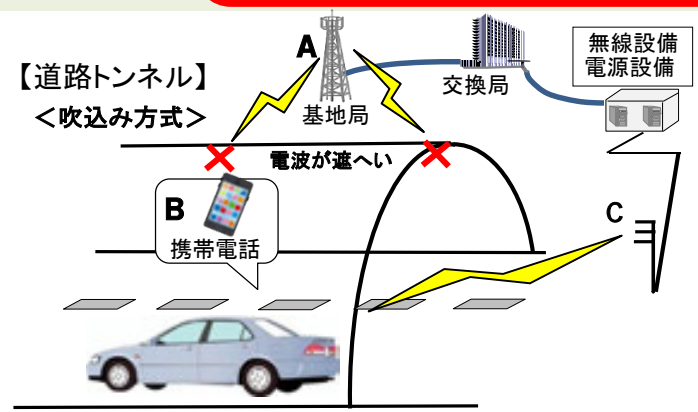 A
無線設備
電源設備
【道路トンネル】
交換局
基地局
<吹込み方式>
電波が遮へい
B
携帯電話
C